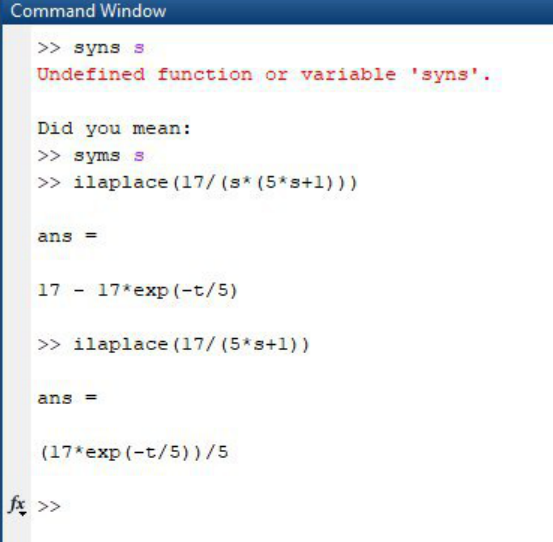 Command Window
>> syns s
Undefined function or variable 'syns'.
Did you mean:
>> syms s
>> ilaplace(17/(s*(5*s+1)))
ans =
17 - 17*exp(-t/5)
>> ilaplace(17/(5*s+1))
ans =
(17*exp(-t/5))/5
fx >>